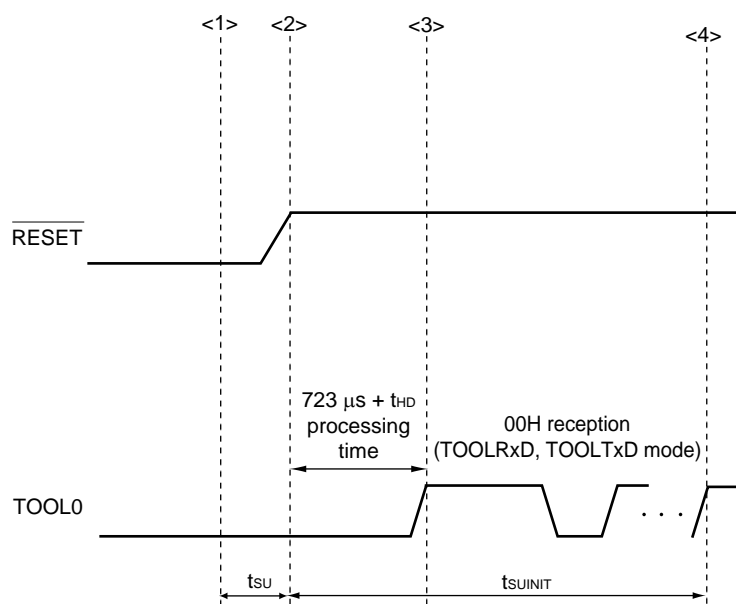 <1> <2> <3> <4>
RESET
723 μs + tHD
processing
time
00H reception
(TOOLRxD, TOOLTxD mode)
TOOL0
. . .
tSU
tSUINIT